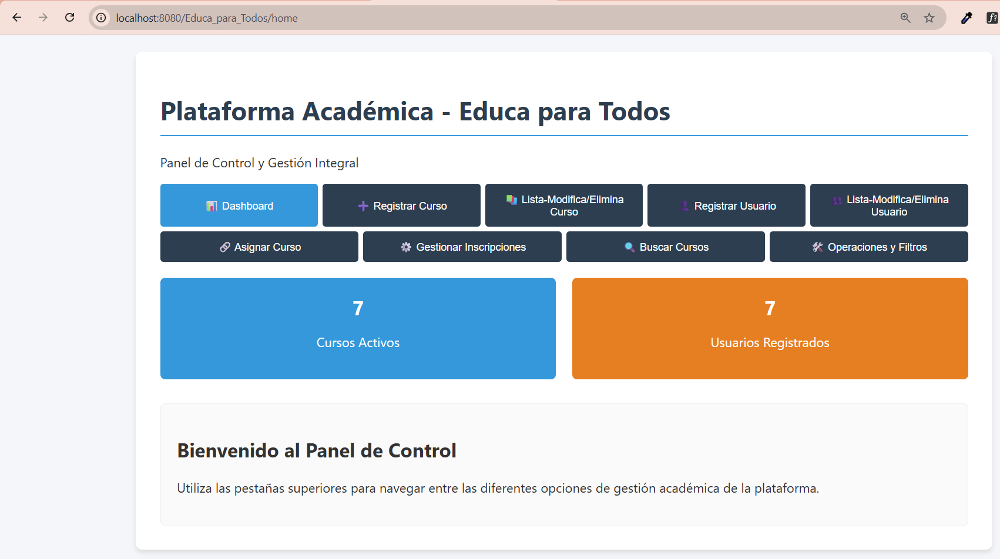 localhost:8080/Educa_para_Todos/home
Plataforma Académica - Educa para Todos
Panel de Control y Gestión Integral
Dashboard
Registrar Curso
Lista-Modifica/Elimina
Curso
Registrar Usuario
Lista-Modifica/Elimina
Usuario
Asignar Curso
Gestionar Inscripciones
Buscar Cursos
Operaciones y Filtros
7
Cursos Activos
7
Usuarios Registrados
Bienvenido al Panel de Control
Utiliza las pestañas superiores para navegar entre las diferentes opciones de gestión académica de la plataforma.